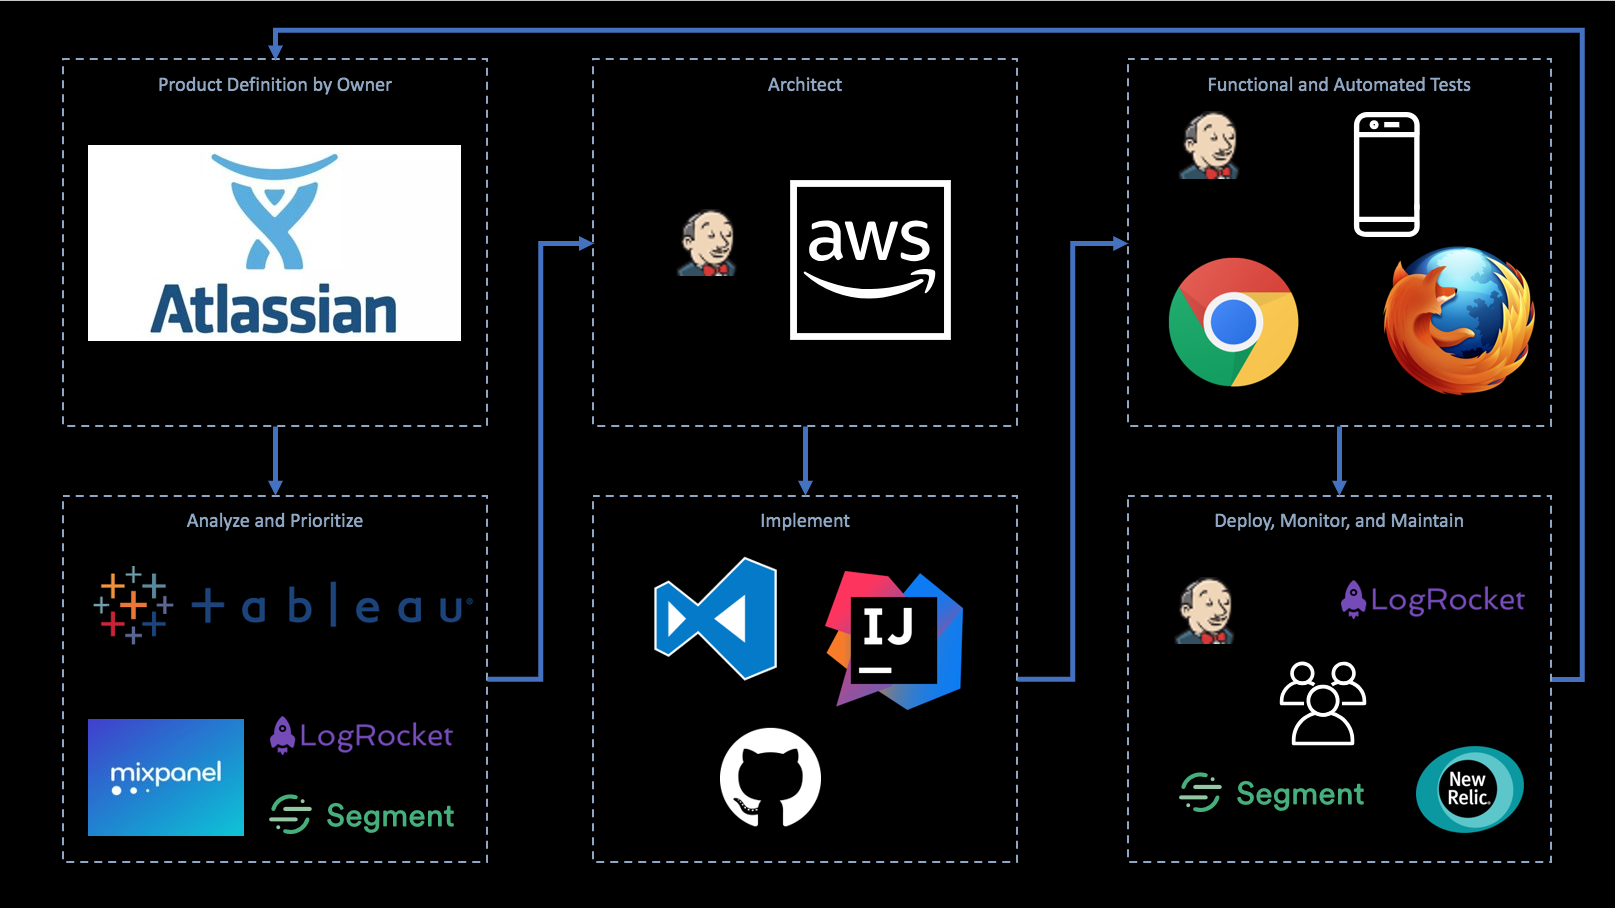 Product Definition by Owner
Atlassian
Analyze and Prioritize
tableau®
mixpanel
LogRocket
Segment
Architect
aws
Implement
IJ
Functional and Automated Tests
Deploy, Monitor, and Maintain
LogRocket
Segment
New
Relic.